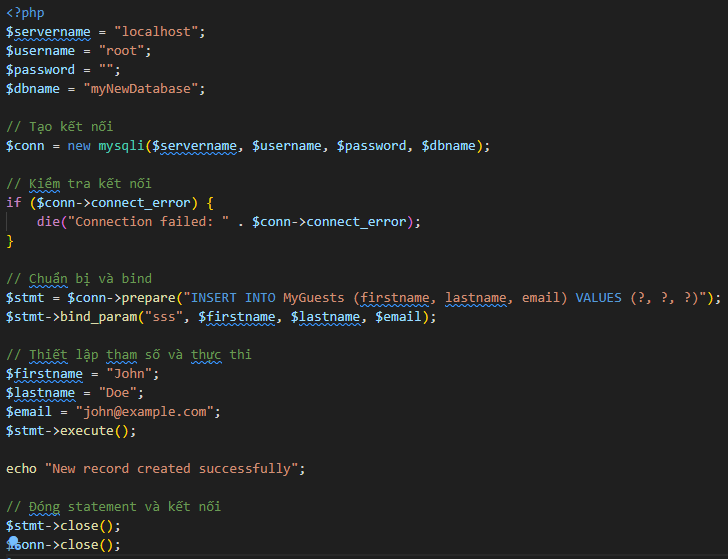 <?php
$servername = "localhost";
$username = "root";
$password = "";
$dbname = "myNewDatabase";
// Tạo kết nối
$conn = new mysqli($servername, $username, $password, $dbname);
// Kiểm tra kết nối
if ($conn->connect_error) {
die("Connection failed: " . $conn->connect_error);
}
// Chuẩn bị và bind
$stmt = $conn->prepare("INSERT INTO MyGuests (firstname, lastname, email) VALUES (?, ?, ?)");
$stmt->bind_param("sss", $firstname, $lastname, $email);
// Thiết lập tham số và thực thi
$firstname = "John";
$lastname = "Doe";
$email = "john@example.com";
$stmt->execute();
echo "New record created successfully";
// Đóng statement và kết nối
$stmt->close();
$conn->close();